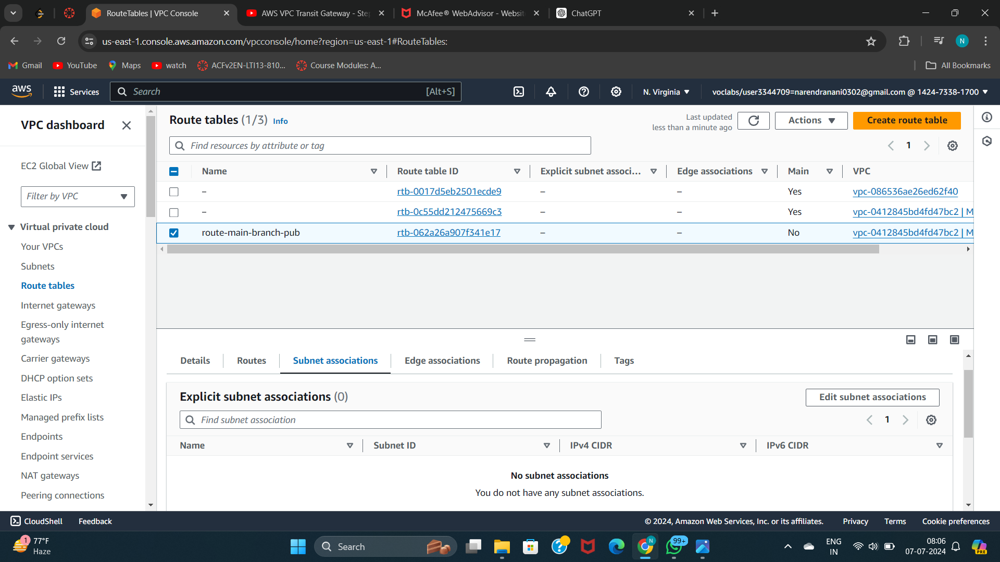 RouteTables | VPC Console
AWS VPC Transit Gateway - Ste
McAfee® WebAdvisor - Websit
ChatGPT
us-east-1.console.aws.amazon.com/vpcconsole/home?region=us-east-1#RouteTables:
N
Gmail
YouTube
Maps
watch
ACFv2EN-LTI13-810...
Course Modules: A...
All Bookmarks
aws
Services
Search
[Alt+S]
N. Virginia
voclabs/user3344709=narendranani0302@gmail.com @ 1424-7338-1700
VPC dashboard
EC2 Global View
Filter by VPC
Virtual private cloud
Your VPCs
Subnets
Route tables
Internet gateways
Egress-only internet
gateways
Carrier gateways
DHCP option sets
Elastic IPs
Managed prefix lists
Endpoints
Endpoint services
NAT gateways
Peering connections
Route tables (1/3) Info
Last updated
less than a minute ago
Actions
Create route table
Find resources by attribute or tag
1
Name Route table ID Explicit subnet associ... Edge associations Main VPC
– rtb-0017d5eb2501ecde9 – – Yes vpc-086536ae26ed62f40
– rtb-0c55dd212475669c3 – – Yes vpc-0412845bd4fd47bc2 | M
route-main-branch-pub rtb-062a26a907f341e17 – – No vpc-0412845bd4fd47bc2 | M
Details
Routes
Subnet associations
Edge associations
Route propagation
Tags
Explicit subnet associations (0)
Edit subnet associations
Find subnet association
1
Name Subnet ID IPv4 CIDR IPv6 CIDR
No subnet associations
You do not have any subnet associations.
CloudShell
Feedback
© 2024, Amazon Web Services, Inc. or its affiliates.
Privacy
Terms
Cookie preferences
1
77°F
Haze
Search
N
99+
ENG
IN
08:06
07-07-2024
PRE